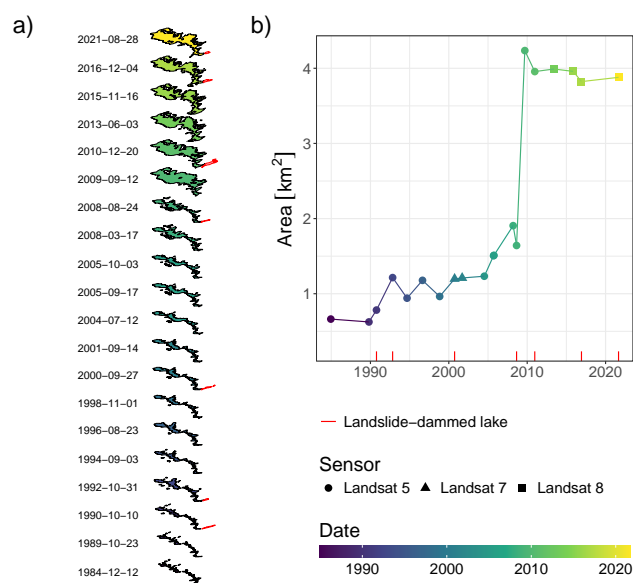 a)
2021−08−28
2016−12−04
2015−11−16
2013−06−03
2010−12−20
2009−09−12
2008−08−24
2008−03−17
2005−10−03
2005−09−17
2004−07−12
2001−09−14
2000−09−27
1998−11−01
1996−08−23
1994−09−03
1992−10−31
1990−10−10
1989−10−23
1984−12−12
b)
Area [km²]
4
3
2
1
1990 2000 2010 2020
Landslide−dammed lake
Sensor
Landsat 5 Landsat 7 Landsat 8
Date
1990 2000 2010 2020